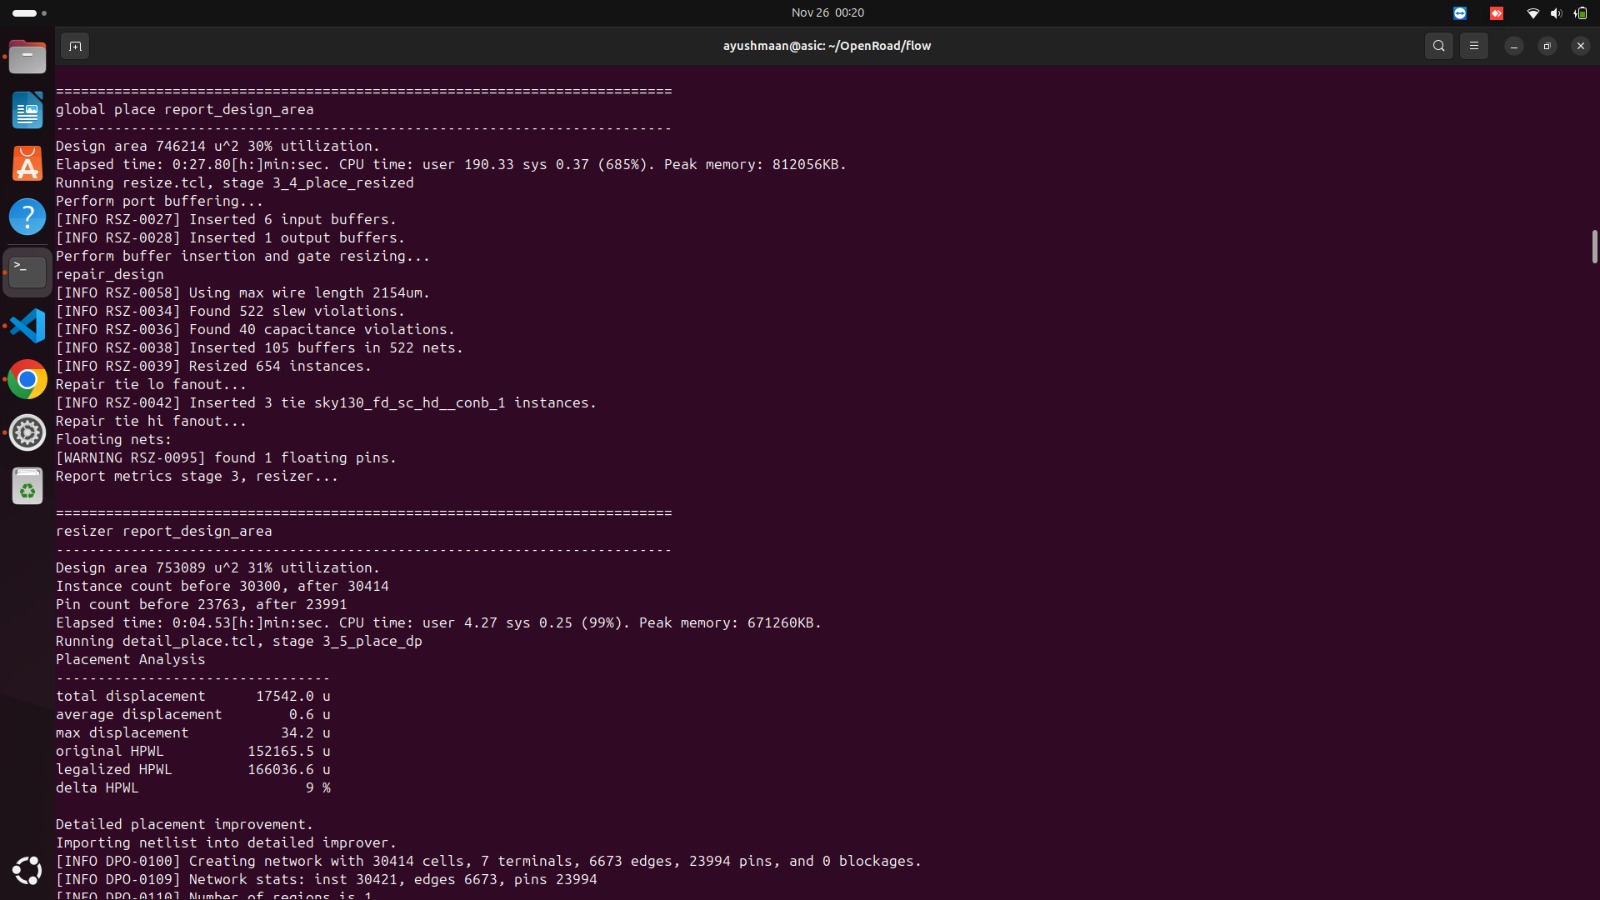 Nov 26 00:20
ayushmaan@asic: ~/OpenRoad/flow
==========================================================================
global place report_design_area
--------------------------------------------------------------------------
Design area 746214 u^2 30% utilization.
Elapsed time: 0:27.80[h:]min:sec. CPU time: user 190.33 sys 0.37 (685%). Peak memory: 812056KB.
Running resize.tcl, stage 3_4_place_resized
Perform port buffering...
[INFO RSZ-0027] Inserted 6 input buffers.
[INFO RSZ-0028] Inserted 1 output buffers.
Perform buffer insertion and gate resizing...
repair_design
[INFO RSZ-0058] Using max wire length 2154um.
[INFO RSZ-0034] Found 522 slew violations.
[INFO RSZ-0036] Found 40 capacitance violations.
[INFO RSZ-0038] Inserted 105 buffers in 522 nets.
[INFO RSZ-0039] Resized 654 instances.
Repair tie lo fanout...
[INFO RSZ-0042] Inserted 3 tie sky130_fd_sc_hd__conb_1 instances.
Repair tie hi fanout...
Floating nets:
[WARNING RSZ-0095] found 1 floating pins.
Report metrics stage 3, resizer...
==========================================================================
resizer report_design_area
--------------------------------------------------------------------------
Design area 753089 u^2 31% utilization.
Instance count before 30300, after 30414
Pin count before 23763, after 23991
Elapsed time: 0:04.53[h:]min:sec. CPU time: user 4.27 sys 0.25 (99%). Peak memory: 671260KB.
Running detail_place.tcl, stage 3_5_place_dp
Placement Analysis
---------------------------------
total displacement      17542.0 u
average displacement        0.6 u
max displacement           34.2 u
original HPWL          152165.5 u
legalized HPWL         166036.6 u
delta HPWL                    9 %
Detailed placement improvement.
Importing netlist into detailed improver.
[INFO DPO-0100] Creating network with 30414 cells, 7 terminals, 6673 edges, 23994 pins, and 0 blockages.
[INFO DPO-0109] Network stats: inst 30421, edges 6673, pins 23994
[INFO DPO-0110] Number of regions is 1